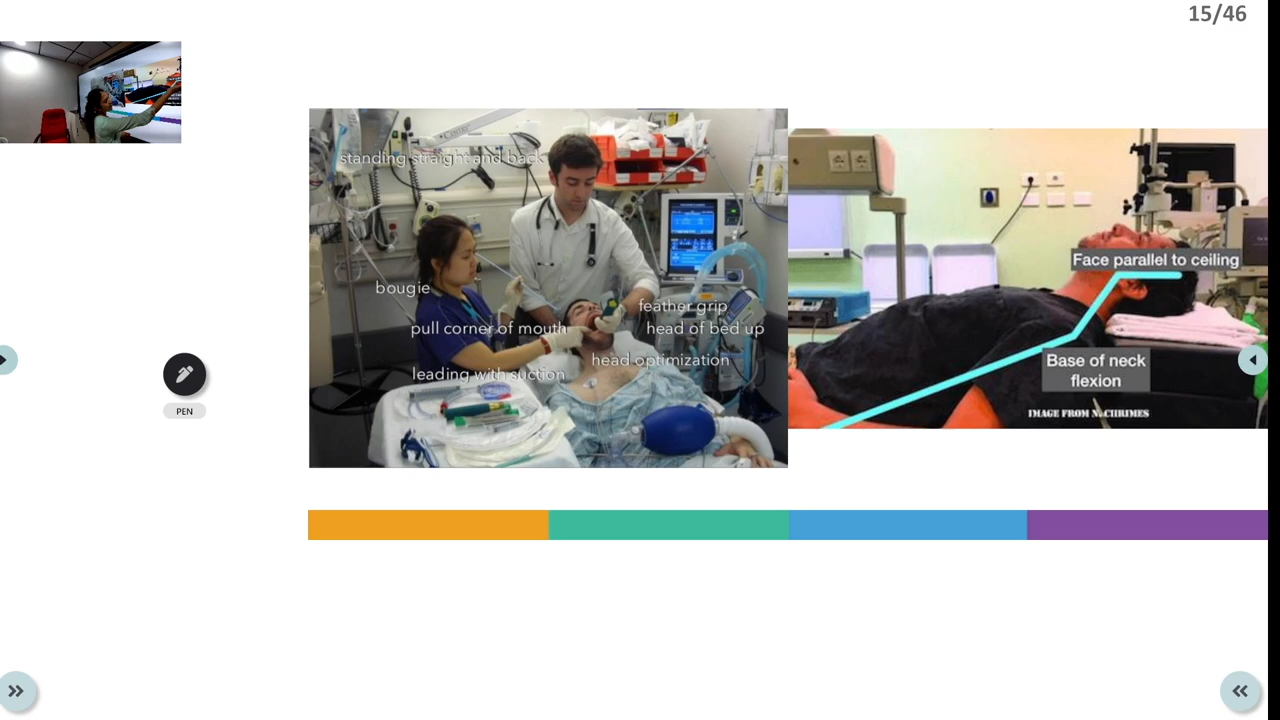 15/46
standing straight and back
bougie
feather grip
pull corner of mouth
head of bed up
head optimization
leading with suction
Face parallel to ceiling
Base of neck
flexion
IMAGE FROM N. CHRIMES
PEN